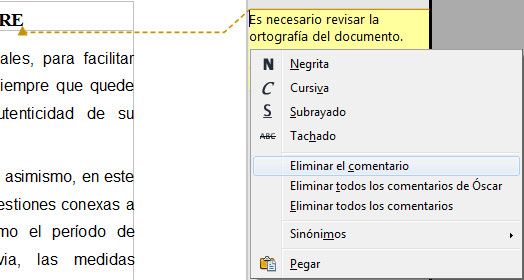 RE
ales, para facilitar
iempre que quede
utenticidad de su
asimismo, en este
estiones conexas a
mo el período de
via, las medidas
Es necesario revisar la
ortografía del documento.
N Negrita
C Cursiva
S Subrayado
ABC Tachado
Eliminar el comentario
Eliminar todos los comentarios de Óscar
Eliminar todos los comentarios
Sinónimos
Pegar